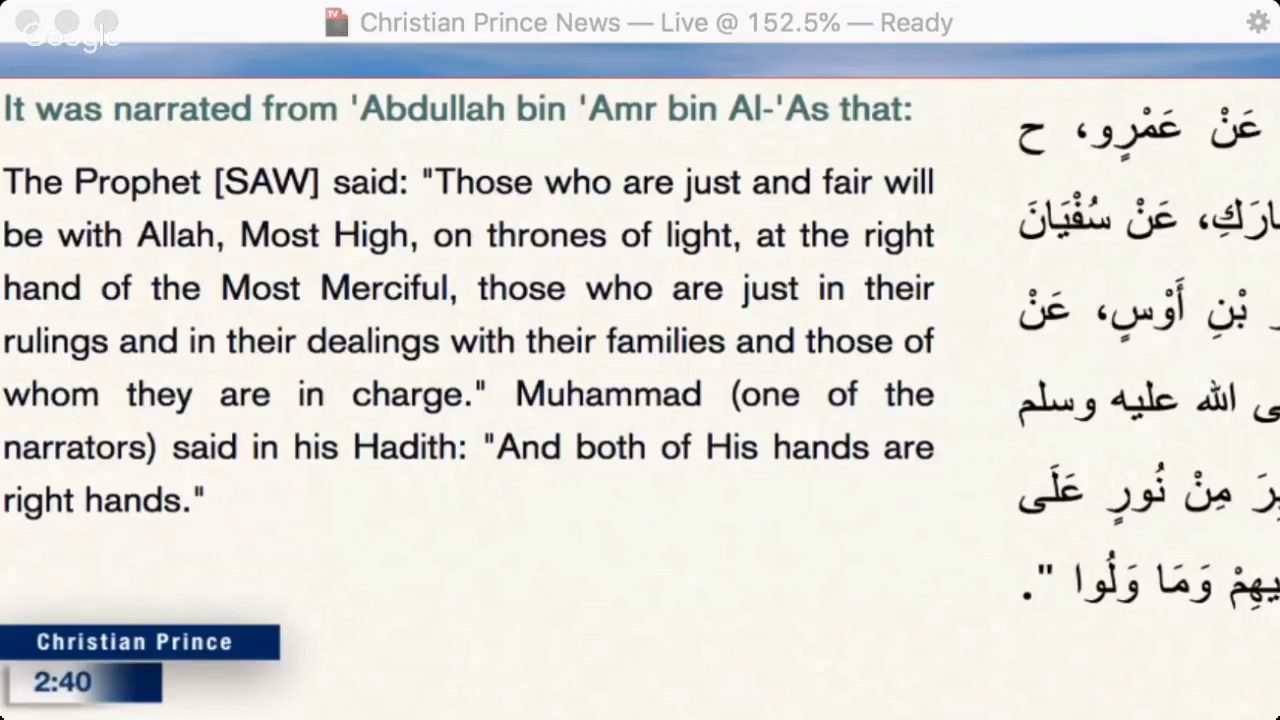 Google
Christian Prince News — Live @ 152.5% — Ready
It was narrated from 'Abdullah bin 'Amr bin Al-'As that:
The Prophet [SAW] said: "Those who are just and fair will
be with Allah, Most High, on thrones of light, at the right
hand of the Most Merciful, those who are just in their
rulings and in their dealings with their families and those of
whom they are in charge." Muhammad (one of the
narrators) said in his Hadith: "And both of His hands are
right hands."
عَنْ عَمْرٍو، ح
عَنْ سُفْيَانَ
بْنِ أَوْسٍ، عَنْ
الله عليه وسلم
مِنْ نُورٍ عَلَى
وَمَا وَلُوا ".
Christian Prince
2:40